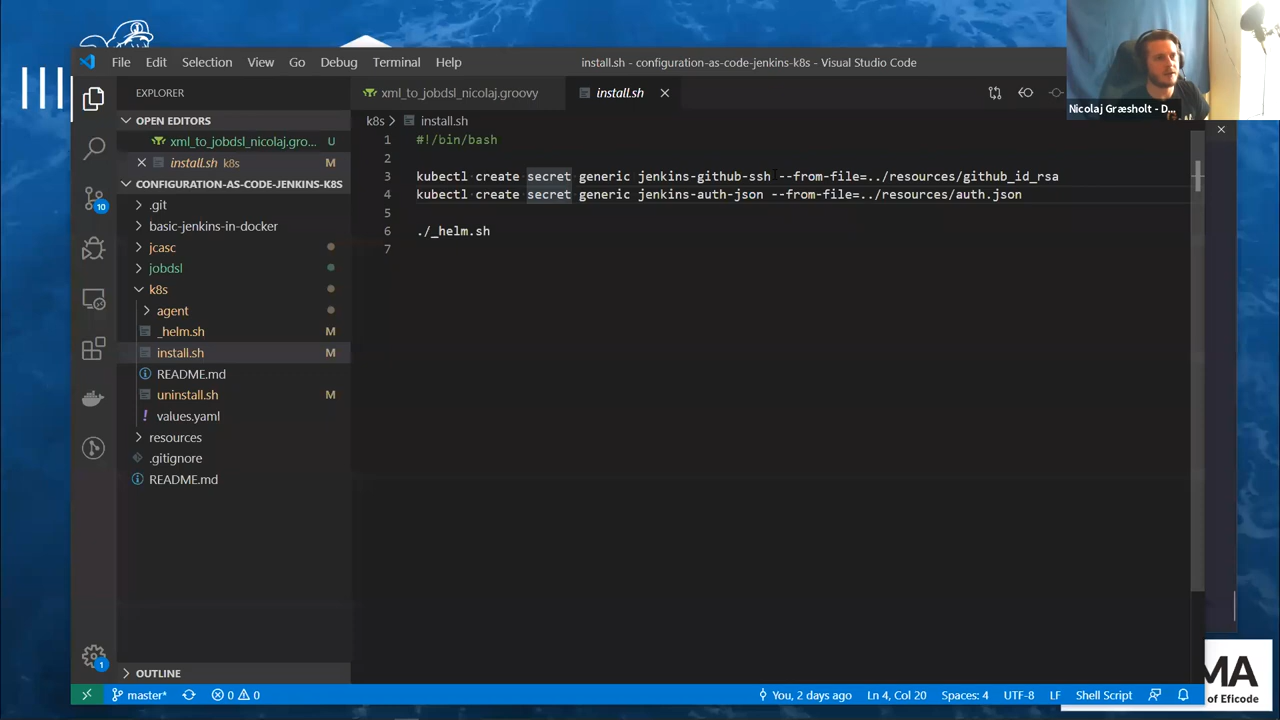 File Edit Selection View Go Debug Terminal Help
install.sh - configuration-as-code-jenkins-k8s - Visual Studio Code
Nicolaj Græsholt - D...
EXPLORER
xml_to_jobdsl_nicolaj.groovy
install.sh
OPEN EDITORS
xml_to_jobdsl_nicolaj.gro... U
install.sh k8s M
CONFIGURATION-AS-CODE-JENKINS-K8S
.git
basic-jenkins-in-docker
jcasc
jobdsl
k8s
agent
_helm.sh M
install.sh M
README.md
uninstall.sh M
values.yaml
resources
.gitignore
README.md
OUTLINE
10
1
k8s > install.sh
1 #!/bin/bash
2
3 kubectl create secret generic jenkins-github-ssh --from-file=../resources/github_id_rsa
4 kubectl create secret generic jenkins-auth-json --from-file=../resources/auth.json
5
6 ./_helm.sh
7
master* 0 0 You, 2 days ago Ln 4, Col 20 Spaces: 4 UTF-8 LF Shell Script
MA
of Eficode